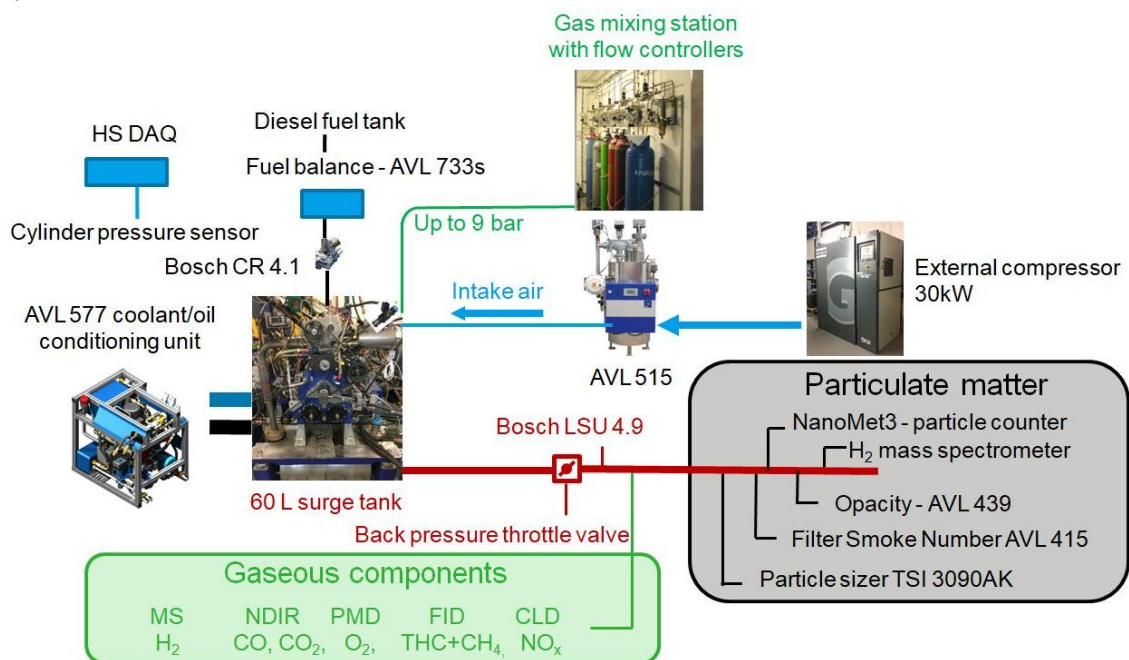 Gas mixing station
with flow controllers
HS DAQ
Diesel fuel tank
Fuel balance - AVL 733s
Up to 9 bar
Cylinder pressure sensor
Bosch CR 4.1
Intake air
External compressor
30kW
AVL 577 coolant/oil
conditioning unit
G
AVL 515
Particulate matter
NanoMet3 - particle counter
H₂ mass spectrometer
Bosch LSU 4.9
60 L surge tank
Opacity - AVL 439
Back pressure throttle valve
Filter Smoke Number AVL 415
Particle sizer TSI 3090AK
Gaseous components
MS NDIR PMD FID CLD
H₂ CO, CO₂, O₂, THC+CH₄, NOₓ